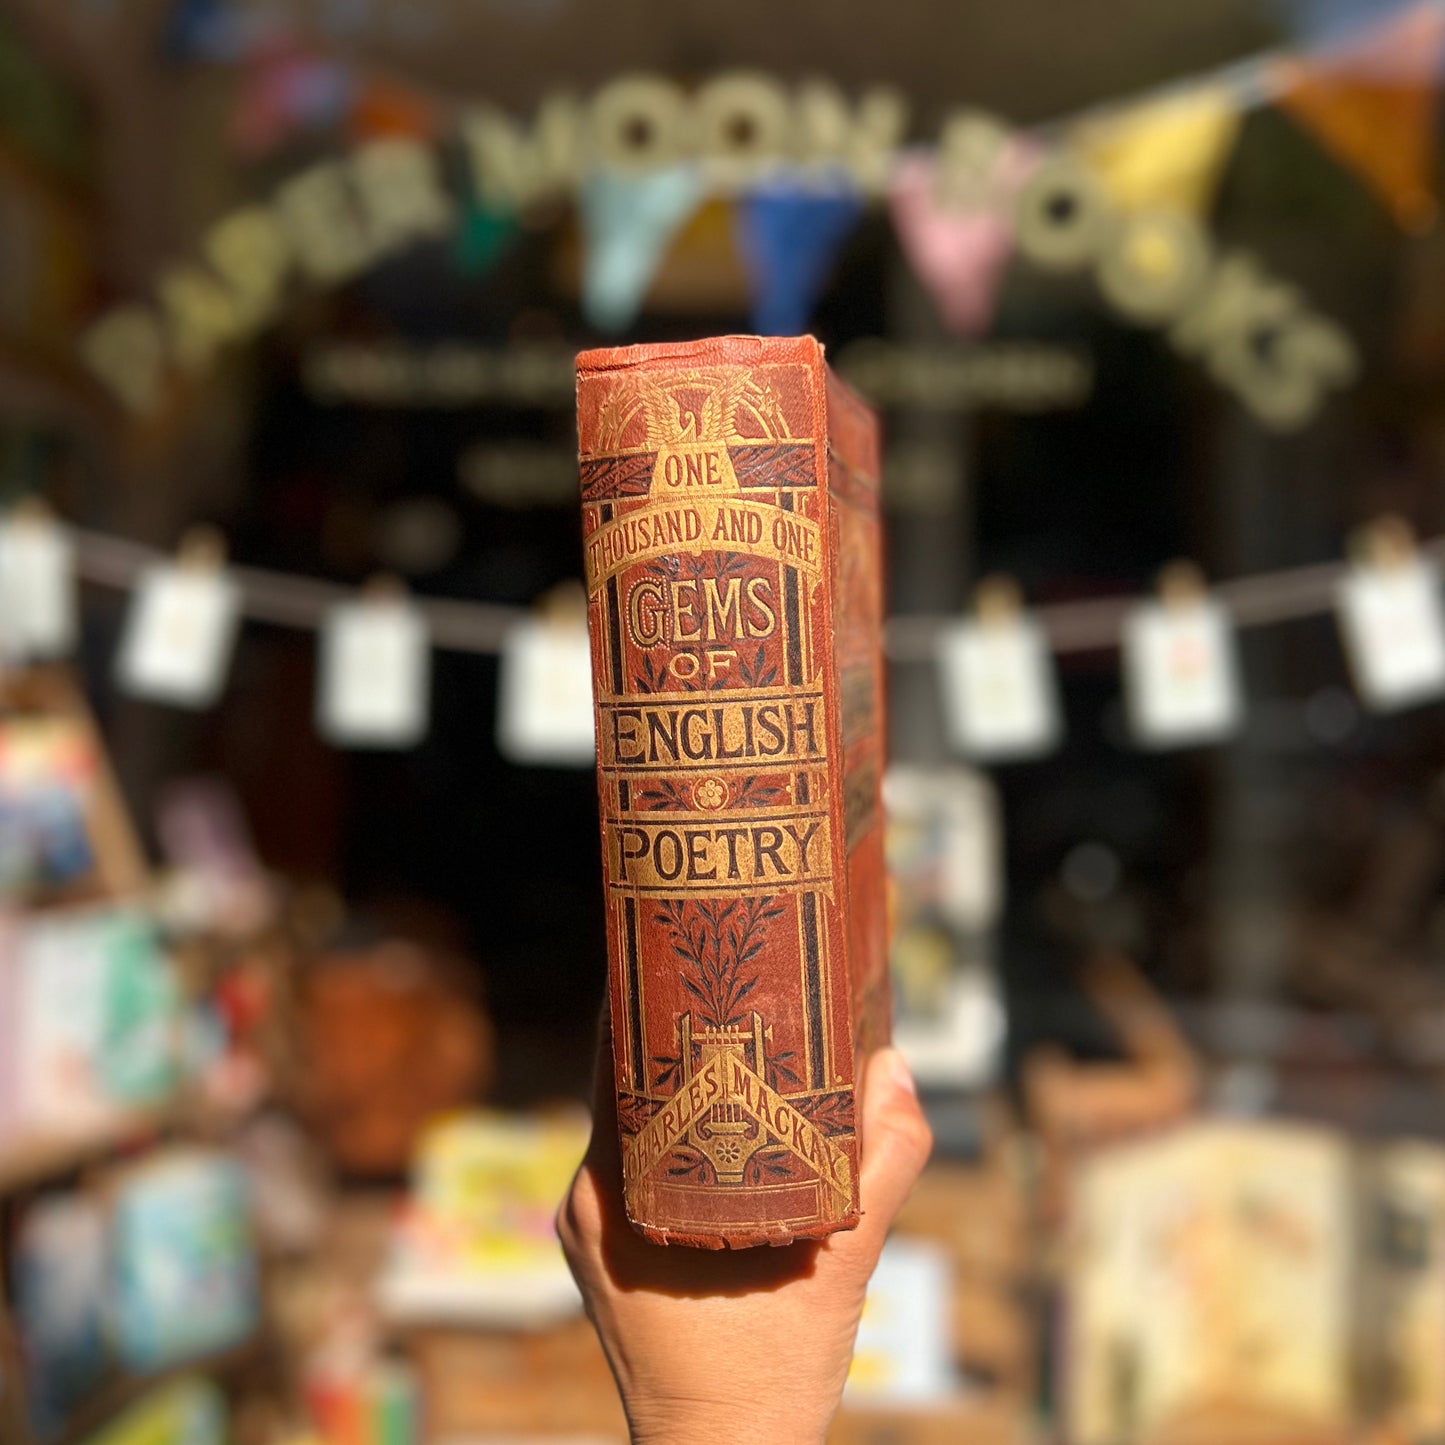 PAPER MOON BOOKS
ONE
THOUSAND AND ONE
GEMS
OF
ENGLISH
POETRY
CHARLES MACKAY